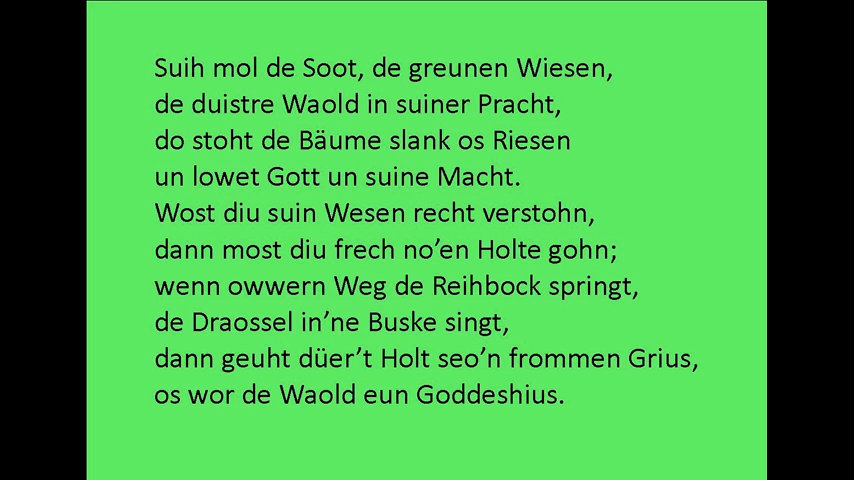 Suih mol de Soot, de greunen Wiesen,
de duistre Waold in suiner Pracht,
do stoht de Bäume slank os Riesen
un lowet Gott un suine Macht.
Wost diu suin Wesen recht verstohn,
dann most diu frech no’en Holte gohn;
wenn owwern Weg de Reihbock springt,
de Draossel in’ne Buske singt,
dann geuht düer’t Holt seo’n frommen Grius,
os wor de Waold eun Goddeshius.